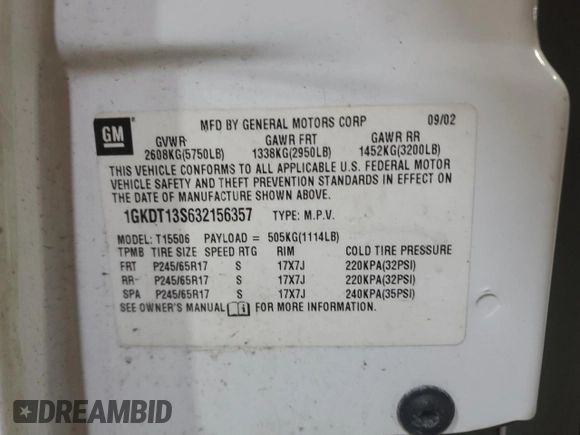 GM
MFD BY GENERAL MOTORS CORP 09/02
GVWR GAWR FRT GAWR RR
2608KG(5750LB) 1338KG(2950LB) 1452KG(3200LB)
THIS VEHICLE CONFORMS TO ALL APPLICABLE U.S. FEDERAL MOTOR
VEHICLE SAFETY AND THEFT PREVENTION STANDARDS IN EFFECT ON
THE DATE OF MANUFACTURE SHOWN ABOVE.
1GKDT13S632156357 TYPE: M.P.V.
MODEL: T15506 PAYLOAD = 505KG(1114LB)
TPMB TIRE SIZE SPEED RTG RIM COLD TIRE PRESSURE
FRT P245/65R17 S 17X7J 220KPA(32PSI)
RR P245/65R17 S 17X7J 220KPA(32PSI)
SPA P245/65R17 S 17X7J 240KPA(35PSI)
SEE OWNER'S MANUAL FOR MORE INFORMATION.
DREAMBID